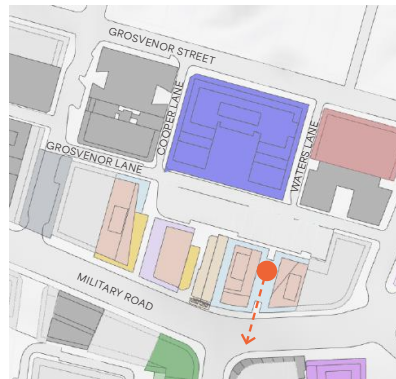 GROSVENOR STREET
COOPER LANE
WATERS LANE
GROSVENOR LANE
MILITARY ROAD